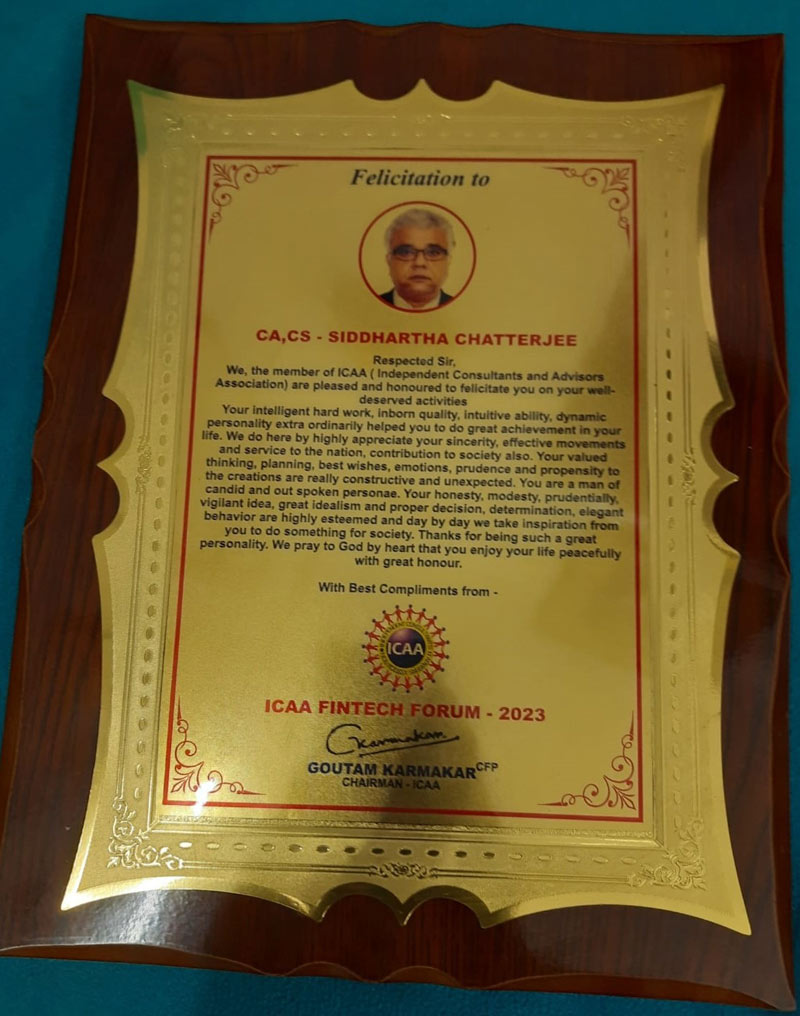 Felicitation to
CA,CS - SIDDHARTHA CHATTERJEE
Respected Sir,
We, the member of ICAA ( Independent Consultants and Advisors
Association) are pleased and honoured to felicitate you on your well-
deserved activities
Your intelligent hard work, inborn quality, intuitive ability, dynamic
personality extra ordinarily helped you to do great achievement in your
life. We do here by highly appreciate your sincerity, effective movements
and service to the nation, contribution to society also. Your valued
thinking, planning, best wishes, emotions, prudence and propensity to
the creations are really constructive and unexpected. You are a man of
candid and out spoken personae. Your honesty, modesty, prudentially,
vigilant idea, great idealism and proper decision, determination, elegant
behavior are highly esteemed and day by day we take inspiration from
you to do something for society. Thanks for being such a great
personality. We pray to God by heart that you enjoy your life peacefully
with great honour.
With Best Compliments from -
ICAA
ICAA FINTECH FORUM - 2023
GKarmakar
GOUTAM KARMAKAR CFP
CHAIRMAN - ICAA